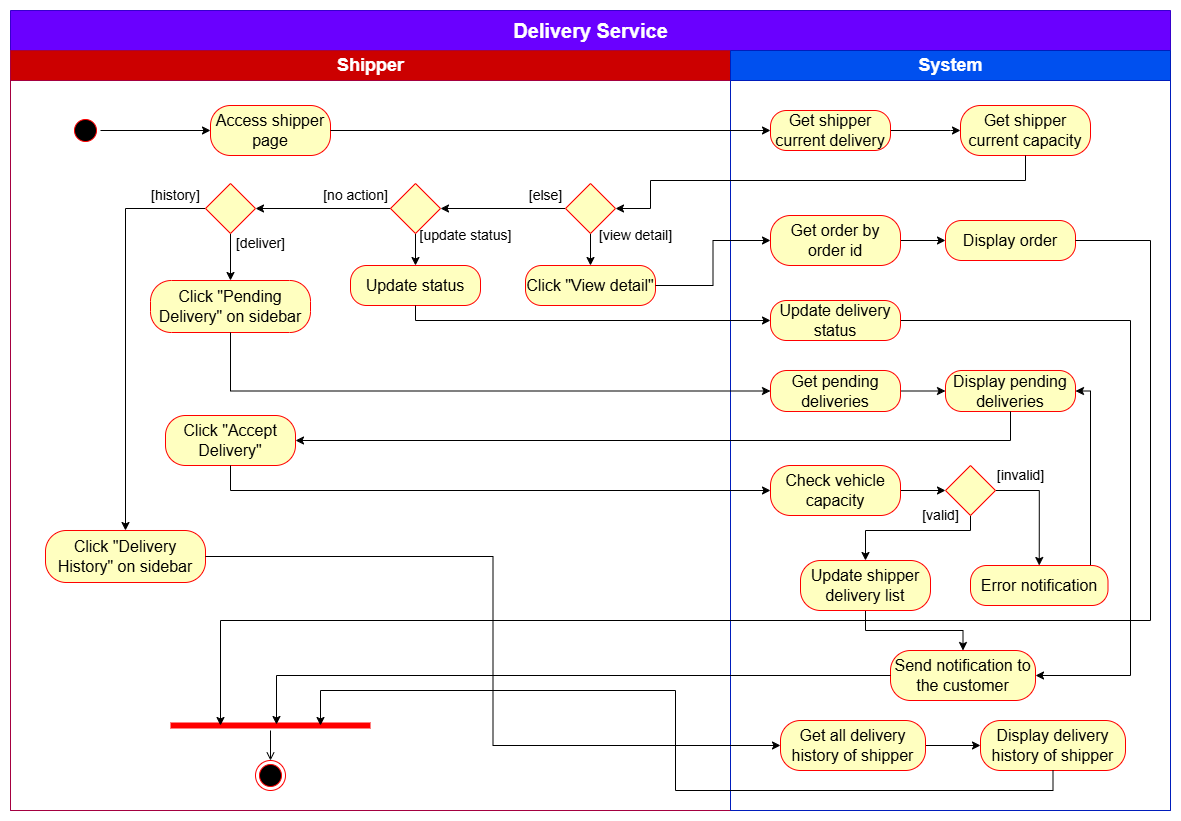 Delivery Service
Shipper
System
Access shipper
page
Get shipper
current delivery
Get shipper
current capacity
[history]
[no action]
[else]
[deliver]
[update status]
[view detail]
Get order by
order id
Display order
Click "Pending
Delivery" on sidebar
Update status
Click "View detail"
Update delivery
status
Get pending
deliveries
Display pending
deliveries
Click "Accept
Delivery"
Check vehicle
capacity
[invalid]
[valid]
Click "Delivery
History" on sidebar
Update shipper
delivery list
Error notification
Send notification to
the customer
Get all delivery
history of shipper
Display delivery
history of shipper